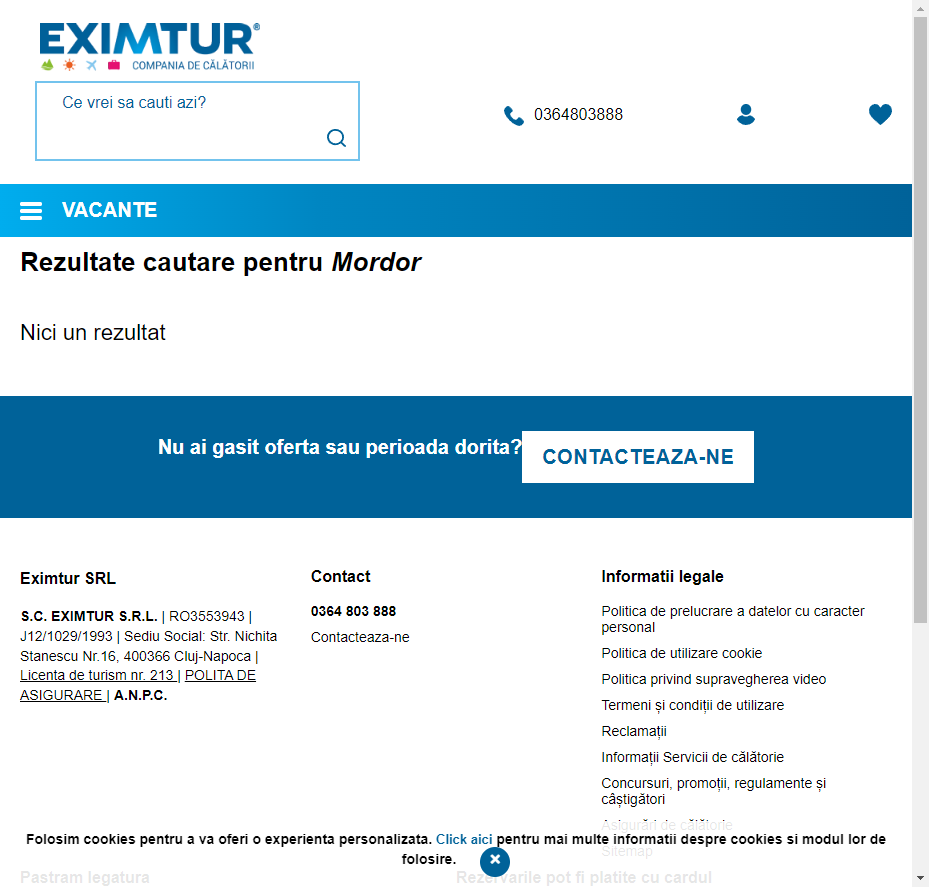 EXIMTUR®
COMPANIA DE CĂLĂTORII
Ce vrei sa cauti azi?
0364803888
VACANTE
Rezultate cautare pentru Mordor
Nici un rezultat
Nu ai gasit oferta sau perioada dorita?
CONTACTEAZA-NE
Eximtur SRL
S.C. EXIMTUR S.R.L. | RO3553943 |
J12/1029/1993 | Sediu Social: Str. Nichita
Stanescu Nr.16, 400366 Cluj-Napoca |
Licenta de turism nr. 213 | POLITA DE
ASIGURARE | A.N.P.C.
Contact
0364 803 888
Contacteaza-ne
Informatii legale
Politica de prelucrare a datelor cu caracter
personal
Politica de utilizare cookie
Politica privind supravegherea video
Termeni și condiții de utilizare
Reclamații
Informații Servicii de călătorie
Concursuri, promoții, regulamente și
câștigători
Asigurări de călătorie
Sitemap
Folosim cookies pentru a va oferi o experienta personalizata. Click aici pentru mai multe informatii despre cookies si modul lor de
folosire.
Pastram legatura
Rezervarile pot fi platite cu cardul